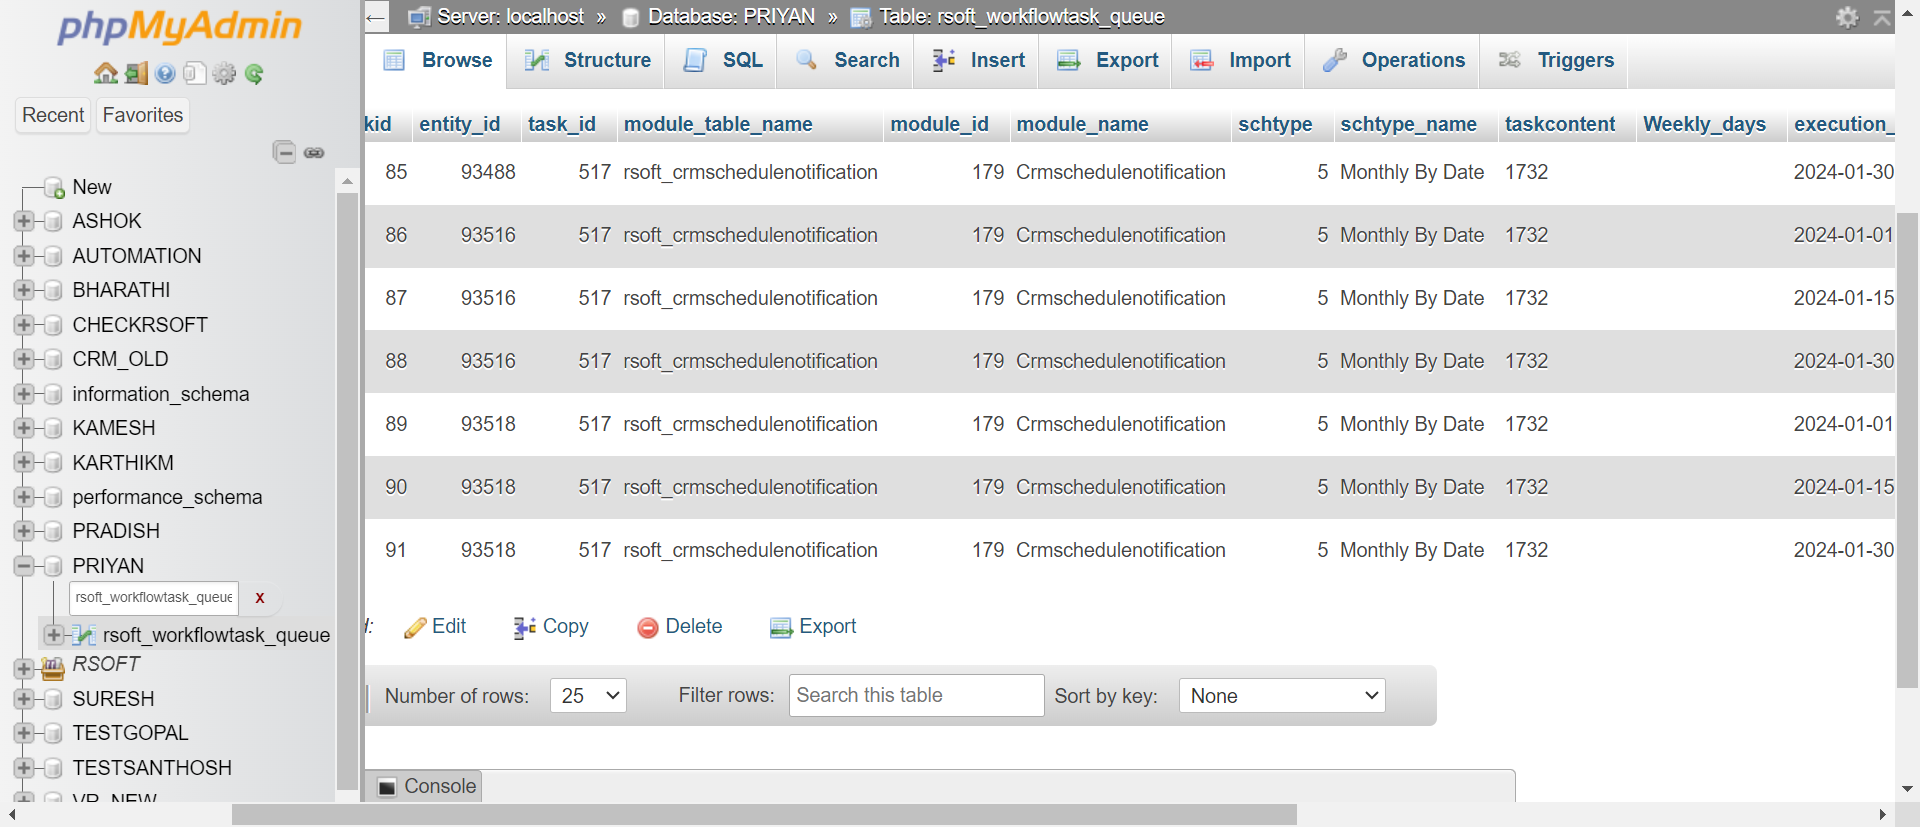 phpMyAdmin
Recent Favorites
New
ASHOK
AUTOMATION
BHARATHI
CHECKRSOFT
CRM_OLD
information_schema
KAMESH
KARTHIKM
performance_schema
PRADISH
PRIYAN
rsoft_workflowtask_queue x
rsoft_workflowtask_queue
RSOFT
SURESH
TESTGOPAL
TESTSANTHOSH
VR_NEW
Server: localhost » Database: PRIYAN » Table: rsoft_workflowtask_queue
Browse Structure SQL Search Insert Export Import Operations Triggers
kid entity_id task_id module_table_name module_id module_name schtype schtype_name taskcontent Weekly_days execution_
85 93488 517 rsoft_crmschedulenotification 179 Crmschedulenotification 5 Monthly By Date 1732 2024-01-30
86 93516 517 rsoft_crmschedulenotification 179 Crmschedulenotification 5 Monthly By Date 1732 2024-01-01
87 93516 517 rsoft_crmschedulenotification 179 Crmschedulenotification 5 Monthly By Date 1732 2024-01-15
88 93516 517 rsoft_crmschedulenotification 179 Crmschedulenotification 5 Monthly By Date 1732 2024-01-30
89 93518 517 rsoft_crmschedulenotification 179 Crmschedulenotification 5 Monthly By Date 1732 2024-01-01
90 93518 517 rsoft_crmschedulenotification 179 Crmschedulenotification 5 Monthly By Date 1732 2024-01-15
91 93518 517 rsoft_crmschedulenotification 179 Crmschedulenotification 5 Monthly By Date 1732 2024-01-30
Edit Copy Delete Export
Number of rows: 25 Filter rows: Search this table Sort by key: None
Console